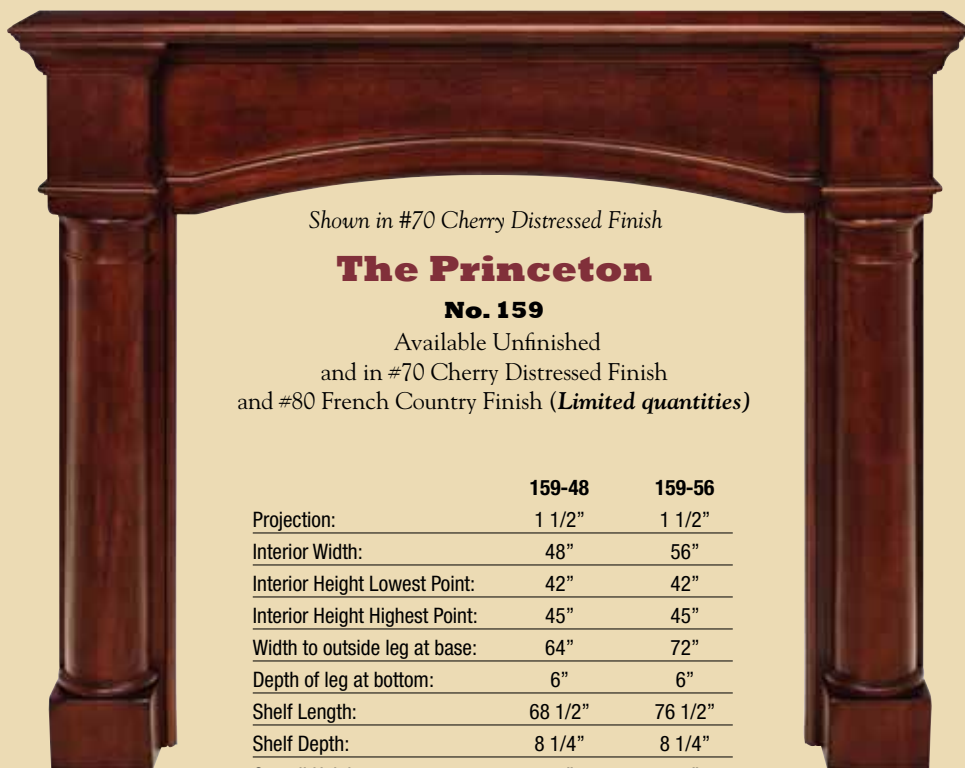 Shown in #70 Cherry Distressed Finish
The Princeton
No. 159
Available Unfinished
and in #70 Cherry Distressed Finish
and #80 French Country Finish (Limited quantities)
159-48 159-56
Projection: 1 1/2” 1 1/2”
Interior Width: 48” 56”
Interior Height Lowest Point: 42” 42”
Interior Height Highest Point: 45” 45”
Width to outside leg at base: 64” 72”
Depth of leg at bottom: 6” 6”
Shelf Length: 68 1/2” 76 1/2”
Shelf Depth: 8 1/4” 8 1/4”